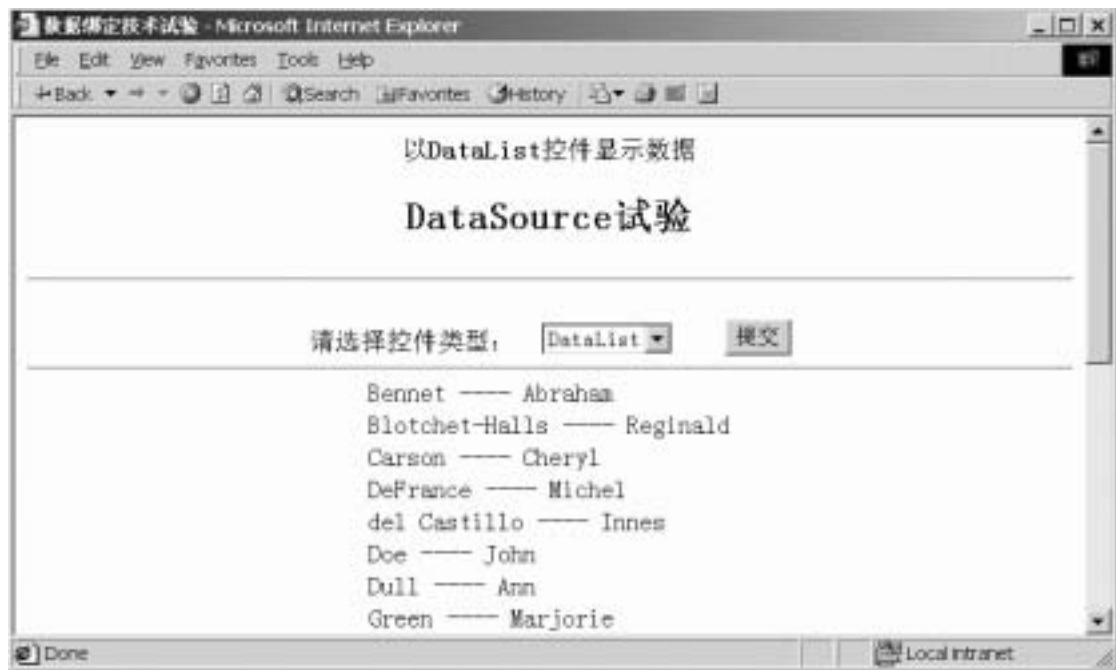 数据绑定技术试验 - Microsoft Internet Explorer
File Edit View Favorites Tools Help
Back Search Favorites History
以DataList控件显示数据
DataSource试验
请选择控件类型： DataList 提交
Bennet ---- Abraham
Blotchet-Halls ---- Reginald
Carson ---- Cheryl
DeFrance ---- Michel
del Castillo ---- Innes
Doe ---- John
Dull ---- Ann
Green ---- Marjorie
Done Local intranet